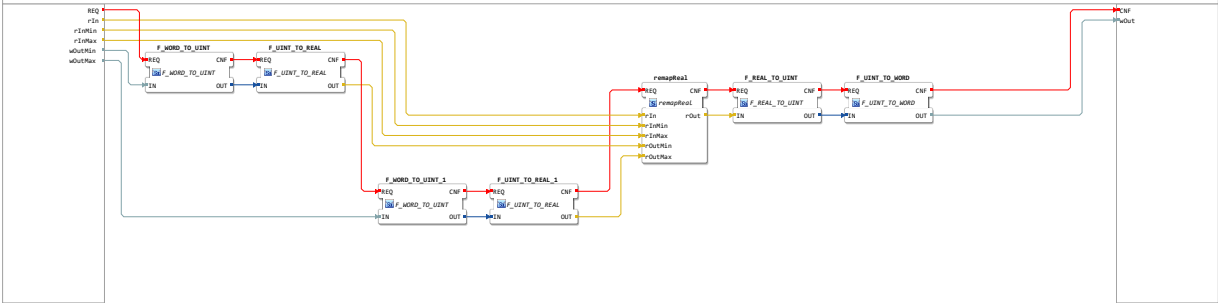 REQ
rIn
rInMin
rInMax
wOutMin
wOutMax
F_WORD_TO_UINT
REQ CNF
F_WORD_TO_UINT
IN OUT
F_UINT_TO_REAL
REQ CNF
F_UINT_TO_REAL
IN OUT
F_WORD_TO_UINT_1
REQ CNF
F_WORD_TO_UINT
IN OUT
F_UINT_TO_REAL_1
REQ CNF
F_UINT_TO_REAL
IN OUT
remapReal
REQ CNF
remapReal
rIn rOut
rInMin
rInMax
rOutMin
rOutMax
F_REAL_TO_UINT
REQ CNF
F_REAL_TO_UINT
IN OUT
F_UINT_TO_WORD
REQ CNF
F_UINT_TO_WORD
IN OUT
CNF
wOut